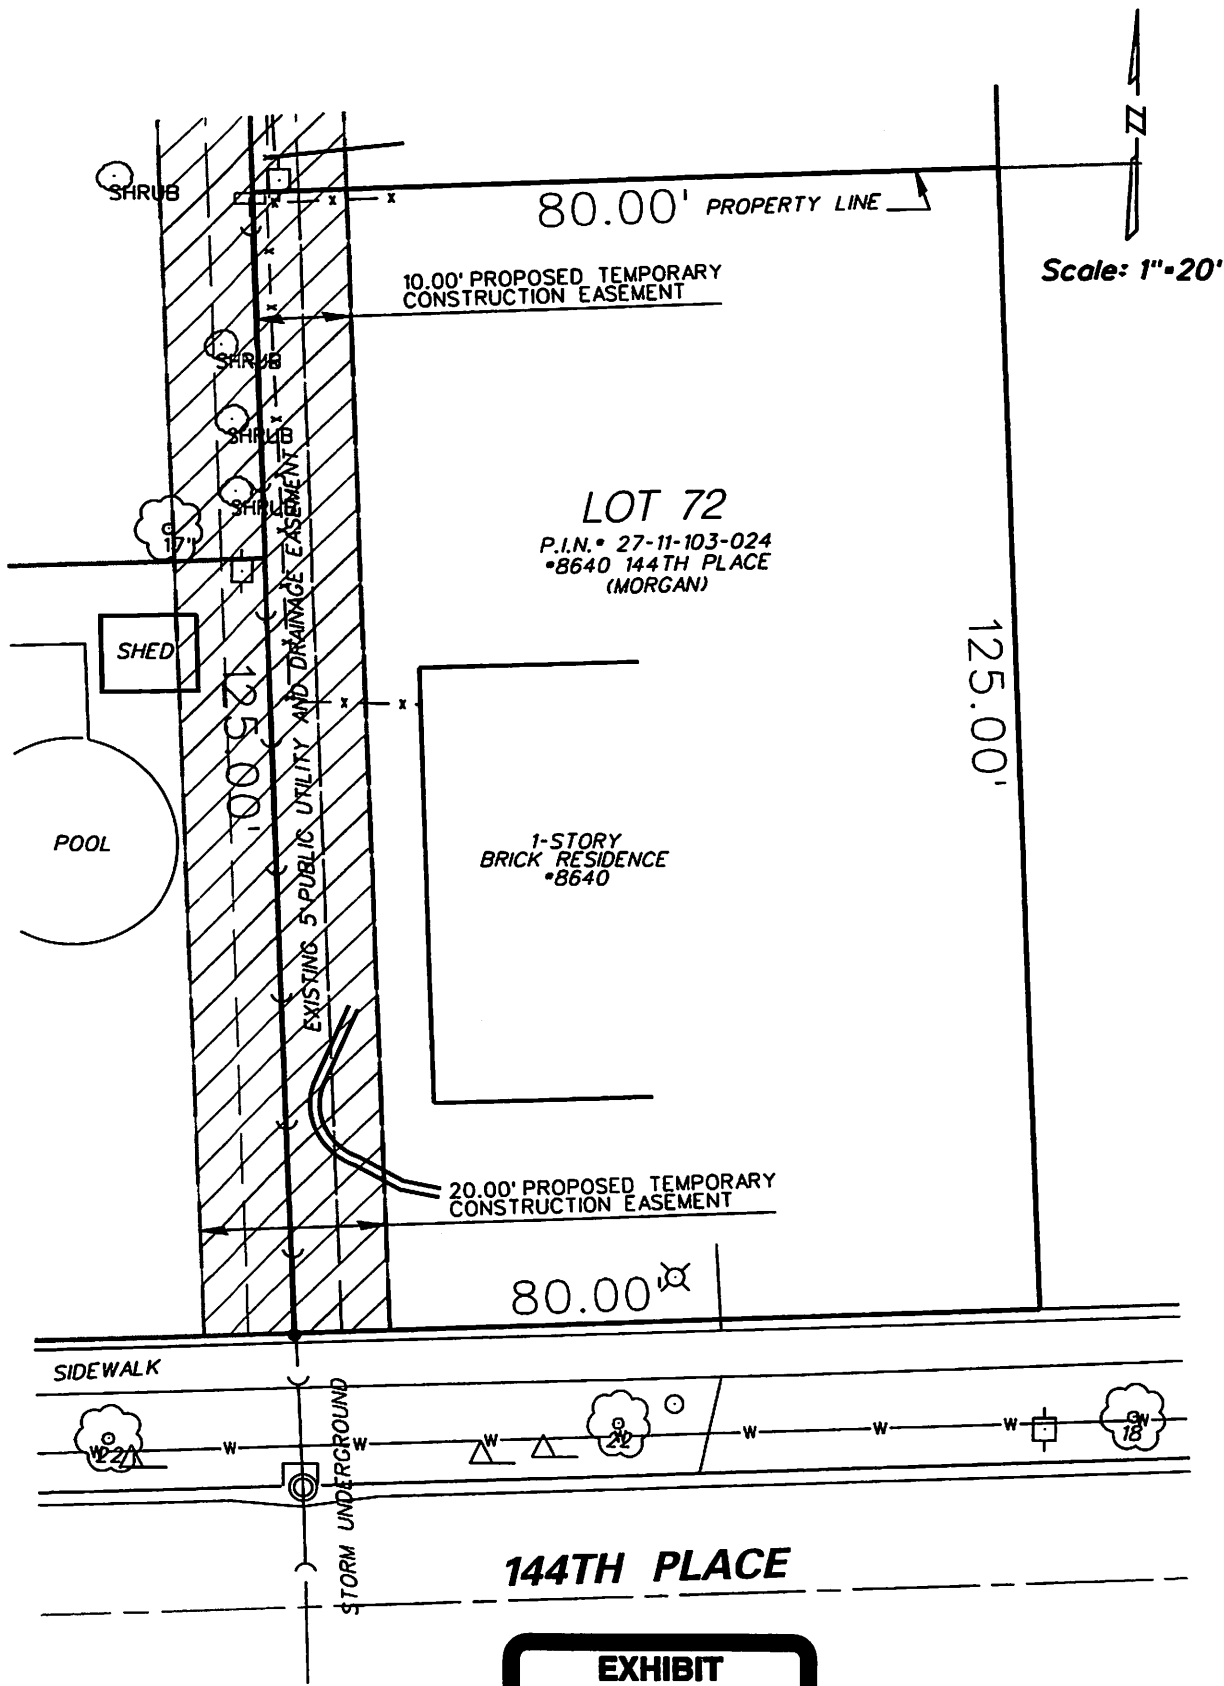 N
SHRUB
80.00' PROPERTY LINE
Scale: 1"=20'
10.00' PROPOSED TEMPORARY
CONSTRUCTION EASEMENT
SHRUB
SHRUB
SHRUB
17"
LOT 72
P.I.N.# 27-11-103-024
#8640 144TH PLACE
(MORGAN)
SHED
125.00'
EXISTING 5' PUBLIC UTILITY AND DRAINAGE EASEMENT
125.00'
POOL
1-STORY
BRICK RESIDENCE
#8640
20.00' PROPOSED TEMPORARY
CONSTRUCTION EASEMENT
80.00'
SIDEWALK
W 22 W W W 22 W W W 18 W
STORM UNDERGROUND
144TH PLACE
EXHIBIT